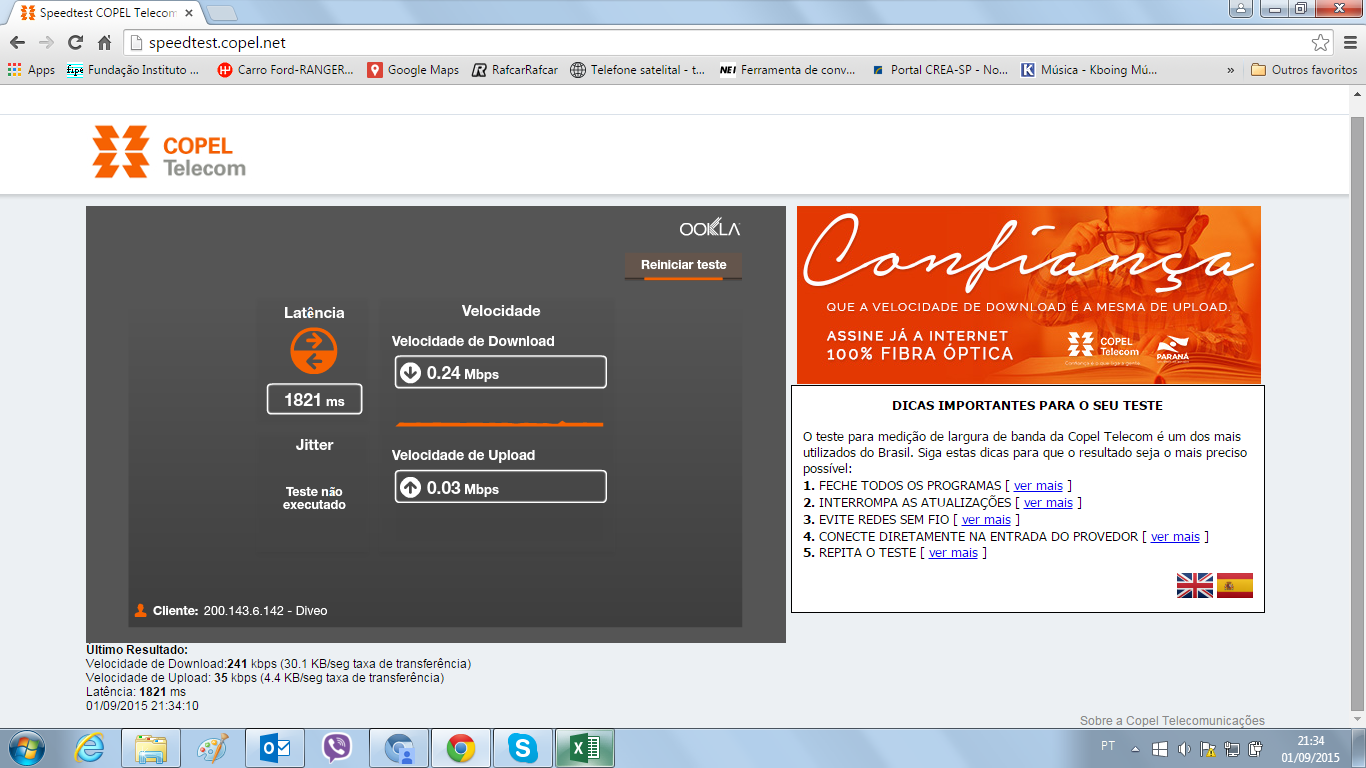 Speedtest COPEL Telecom
speedtest.copel.net
Apps
fipe Fundação Instituto ...
Carro Ford-RANGER...
Google Maps
RafcarRafcar
Telefone satelital - t...
NEI Ferramenta de conv...
Portal CREA-SP - No...
K Música - Kboing Mú...
»
Outros favoritos
COPEL
Telecom
OOKLA
Reiniciar teste
Latência
1821 ms
Jitter
Teste não
executado
Velocidade
Velocidade de Download
0.24 Mbps
Velocidade de Upload
0.03 Mbps
Cliente: 200.143.6.142 - Diveo
Confiança
QUE A VELOCIDADE DE DOWNLOAD É A MESMA DE UPLOAD.
ASSINE JÁ A INTERNET
100% FIBRA ÓPTICA
COPEL
Telecom
PARANÁ
DICAS IMPORTANTES PARA O SEU TESTE
O teste para medição de largura de banda da Copel Telecom é um dos mais
utilizados do Brasil. Siga estas dicas para que o resultado seja o mais preciso
possível:
1. FECHE TODOS OS PROGRAMAS [ ver mais ]
2. INTERROMPA AS ATUALIZAÇÕES [ ver mais ]
3. EVITE REDES SEM FIO [ ver mais ]
4. CONECTE DIRETAMENTE NA ENTRADA DO PROVEDOR [ ver mais ]
5. REPITA O TESTE [ ver mais ]
Último Resultado:
Velocidade de Download:241 kbps (30.1 KB/seg taxa de transferência)
Velocidade de Upload: 35 kbps (4.4 KB/seg taxa de transferência)
Latência: 1821 ms
01/09/2015 21:34:10
Sobre a Copel Telecomunicações
PT
21:34
01/09/2015